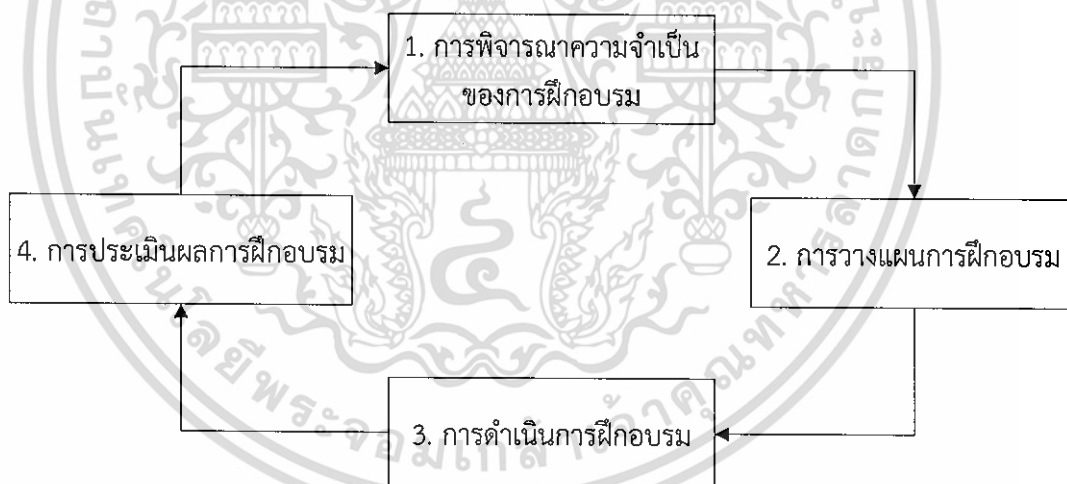 1. การพิจารณาความจำเป็น
ของการฝึกอบรม
2. การวางแผนการฝึกอบรม
3. การดำเนินการฝึกอบรม
4. การประเมินผลการฝึกอบรม